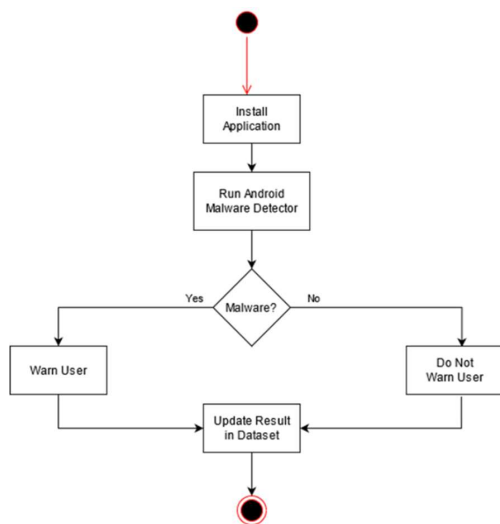 Install
Application
Run Android
Malware Detector
Yes
Malware?
No
Warn User
Do Not
Warn User
Update Result
in Dataset